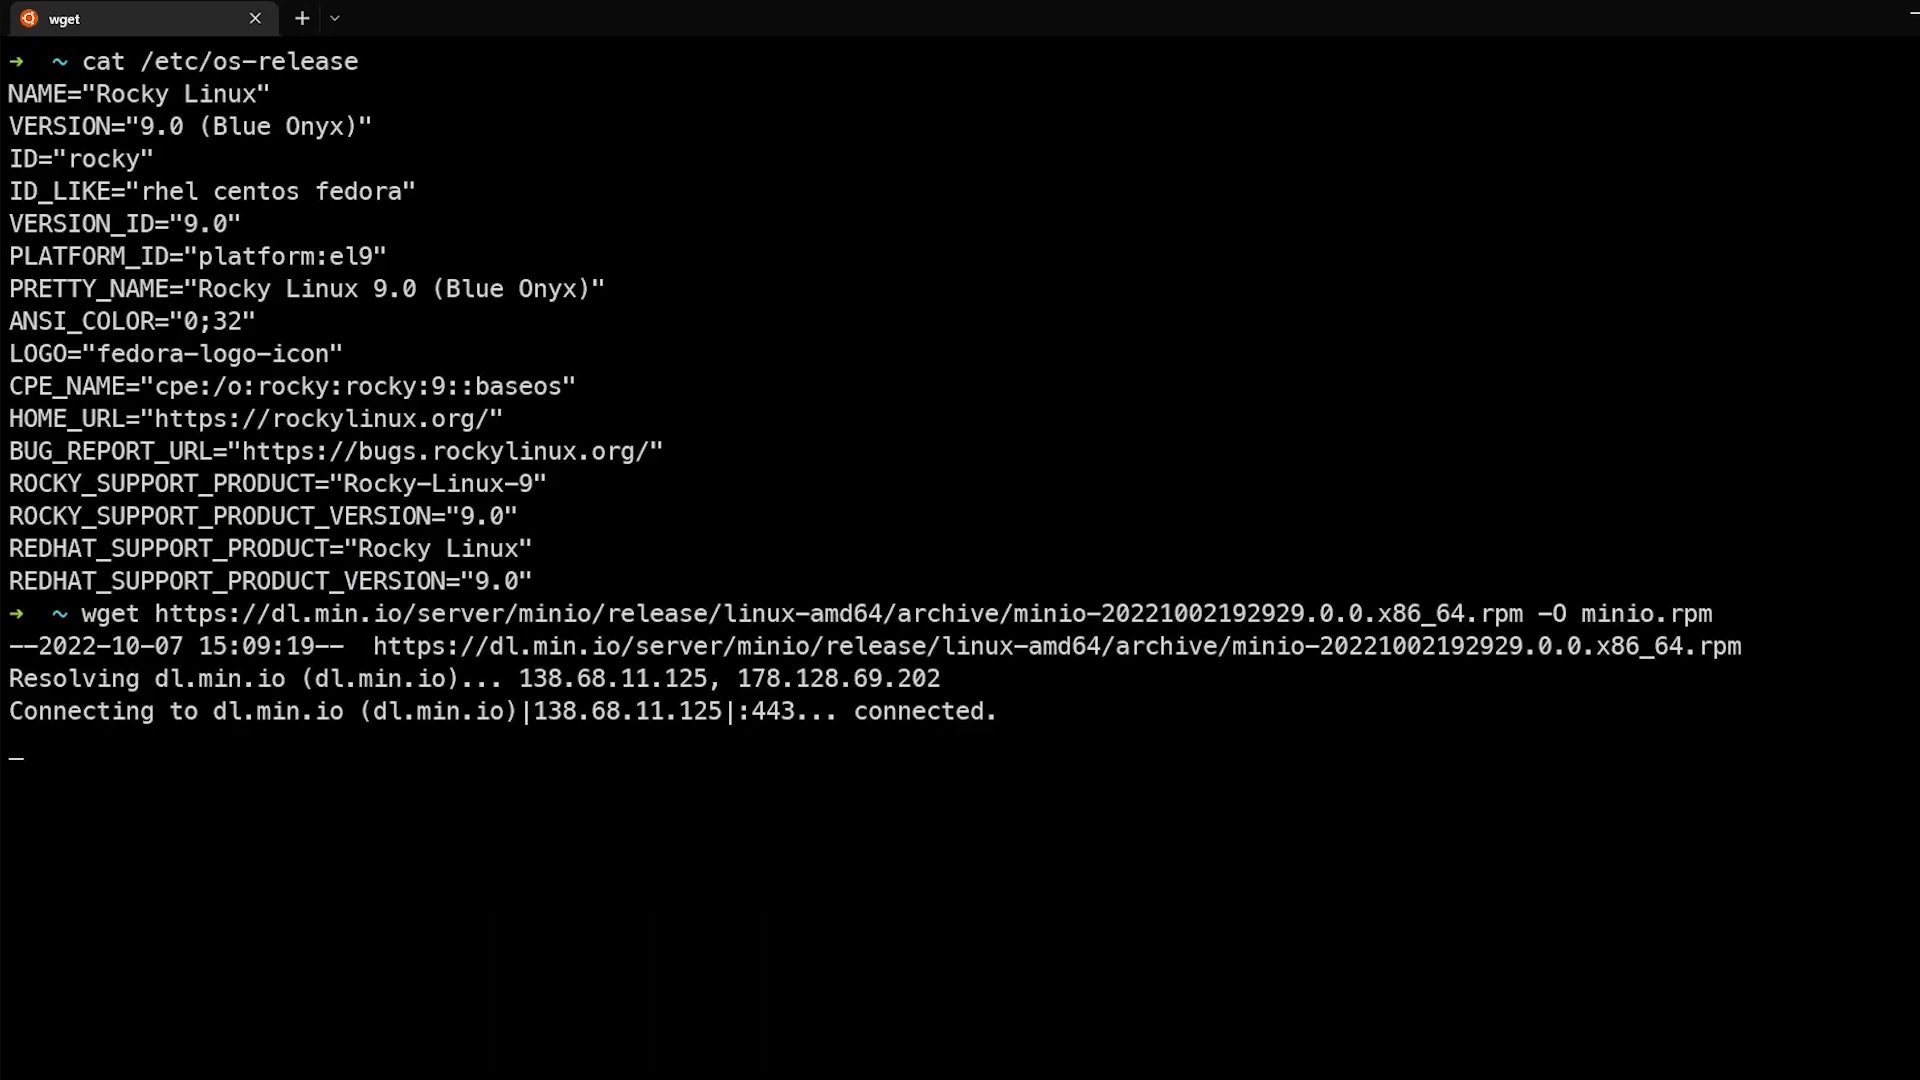 wget
➜ ~ cat /etc/os-release
NAME="Rocky Linux"
VERSION="9.0 (Blue Onyx)"
ID="rocky"
ID_LIKE="rhel centos fedora"
VERSION_ID="9.0"
PLATFORM_ID="platform:el9"
PRETTY_NAME="Rocky Linux 9.0 (Blue Onyx)"
ANSI_COLOR="0;32"
LOGO="fedora-logo-icon"
CPE_NAME="cpe:/o:rocky:rocky:9::baseos"
HOME_URL="https://rockylinux.org/"
BUG_REPORT_URL="https://bugs.rockylinux.org/"
ROCKY_SUPPORT_PRODUCT="Rocky-Linux-9"
ROCKY_SUPPORT_PRODUCT_VERSION="9.0"
REDHAT_SUPPORT_PRODUCT="Rocky Linux"
REDHAT_SUPPORT_PRODUCT_VERSION="9.0"
➜ ~ wget https://dl.min.io/server/minio/release/linux-amd64/archive/minio-20221002192929.0.0.x86_64.rpm -O minio.rpm
--2022-10-07 15:09:19--  https://dl.min.io/server/minio/release/linux-amd64/archive/minio-20221002192929.0.0.x86_64.rpm
Resolving dl.min.io (dl.min.io)... 138.68.11.125, 178.128.69.202
Connecting to dl.min.io (dl.min.io)|138.68.11.125|:443... connected.